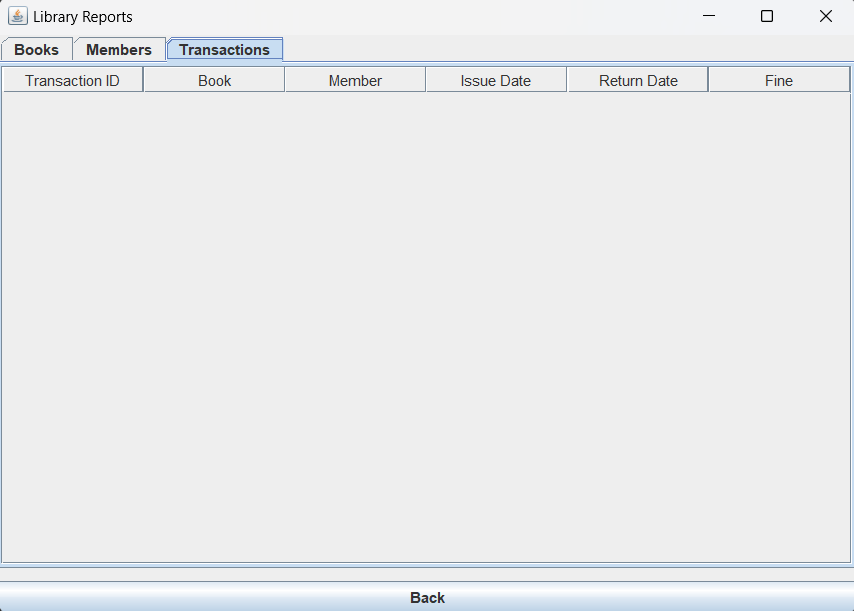 Library Reports
Books Members Transactions
Transaction ID Book Member Issue Date Return Date Fine
Back